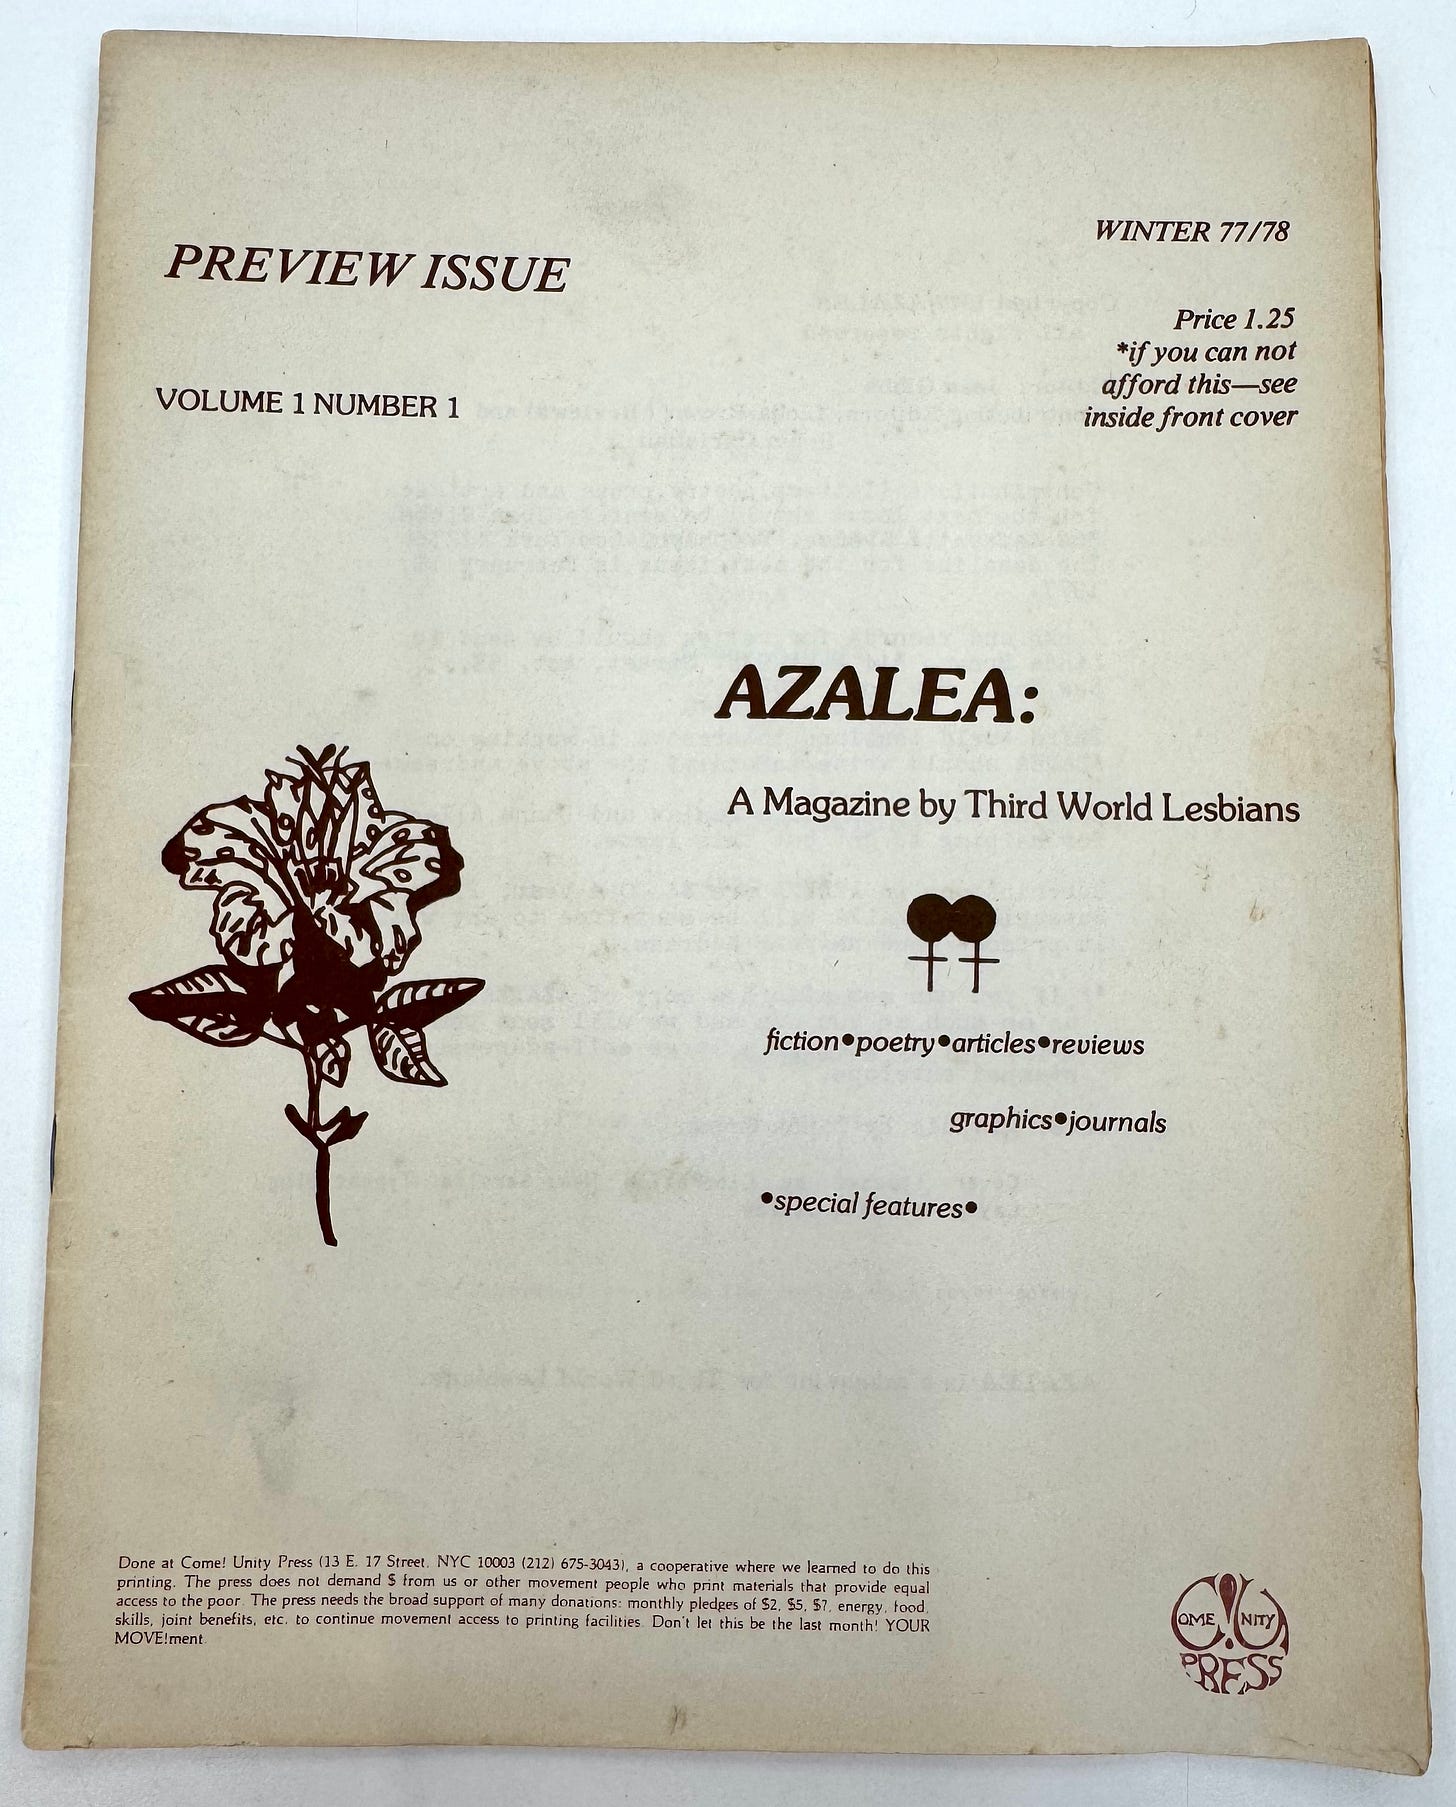 WINTER 77/78
PREVIEW ISSUE
Price 1.25
*if you can not
afford this—see
inside front cover
VOLUME 1 NUMBER 1
AZALEA:
A Magazine by Third World Lesbians
fiction•poetry•articles•reviews
graphics•journals
•special features•
Done at Come! Unity Press (13 E. 17 Street, NYC 10003 (212) 675-3043), a cooperative where we learned to do this
printing. The press does not demand $ from us or other movement people who print materials that provide equal
access to the poor. The press needs the broad support of many donations: monthly pledges of $2, $5, $?, energy, food,
skills, joint benefits, etc. to continue movement access to printing facilities. Don't let this be the last month! YOUR
MOVE!ment.
COME! UNITY
PRESS